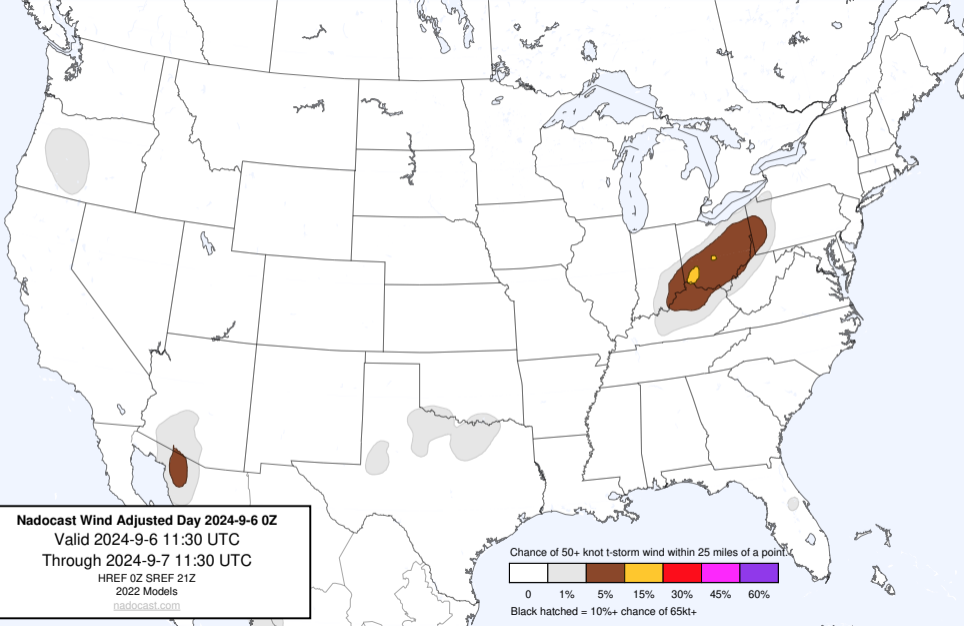 Nadocast Wind Adjusted Day 2024-9-6 0Z
Valid 2024-9-6 11:30 UTC
Through 2024-9-7 11:30 UTC
HREF 0Z SREF 21Z
2022 Models
nadocast.com
Chance of 50+ knot t-storm wind within 25 miles of a point.
0 1% 5% 15% 30% 45% 60%
Black hatched = 10%+ chance of 65kt+